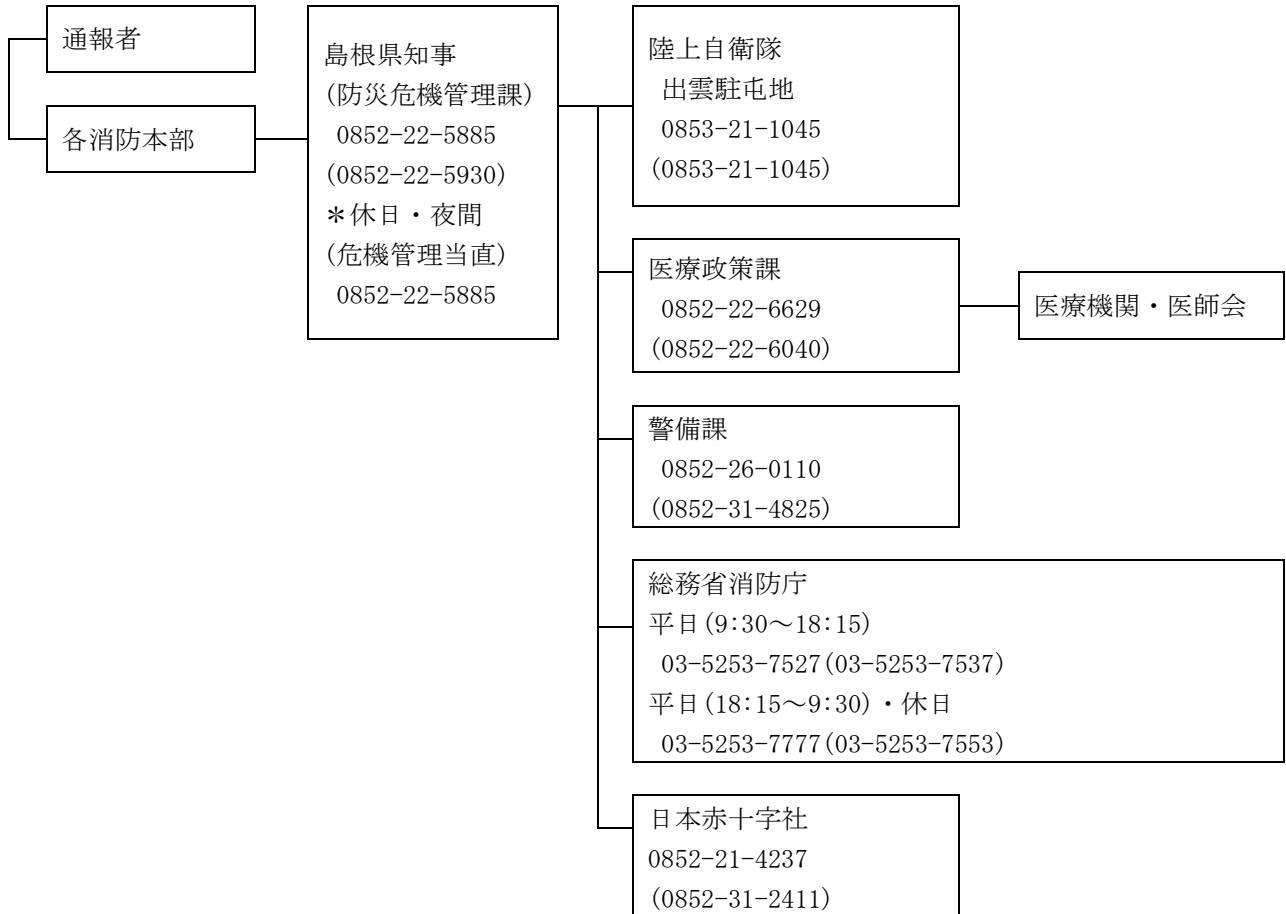 通報者
各消防本部
島根県知事
(防災危機管理課)
0852-22-5885
(0852-22-5930)
＊休日・夜間
(危機管理当直)
0852-22-5885
陸上自衛隊
出雲駐屯地
0853-21-1045
(0853-21-1045)
医療政策課
0852-22-6629
(0852-22-6040)
医療機関・医師会
警備課
0852-26-0110
(0852-31-4825)
総務省消防庁
平日(9:30～18:15)
03-5253-7527(03-5253-7537)
平日(18:15～9:30)・休日
03-5253-7777(03-5253-7553)
日本赤十字社
0852-21-4237
(0852-31-2411)